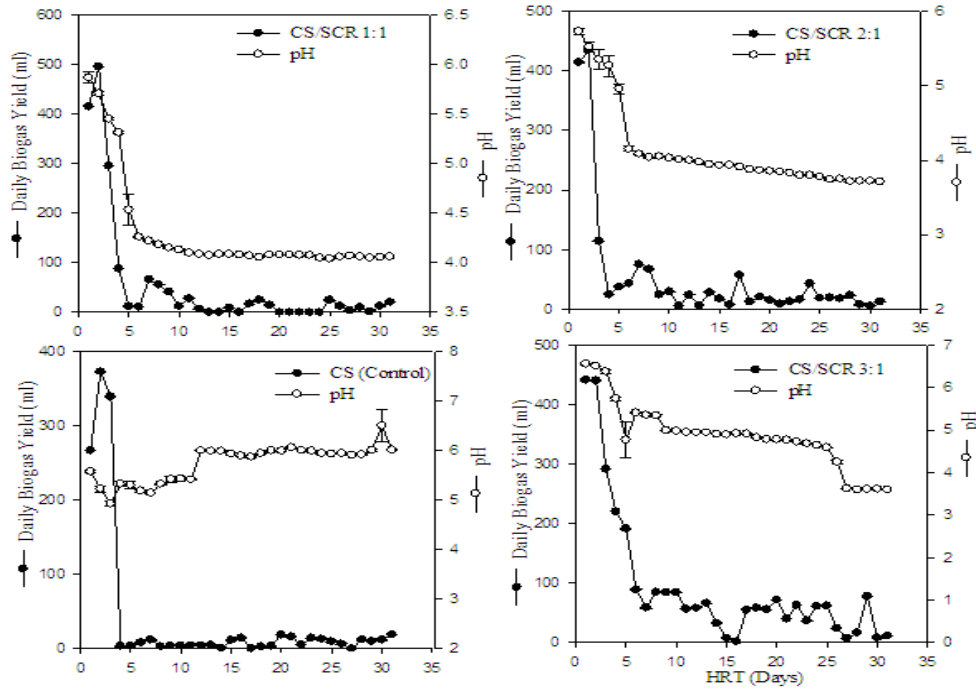 600
500
400
300
200
100
0
Daily Biogas Yield (ml)
CS/SCR 1:1
pH
6.5
6.0
5.5
5.0
4.5
4.0
3.5
pH
0 5 10 15 20 25 30 35
500
400
300
200
100
0
Daily Biogas Yield (ml)
CS/SCR 2:1
pH
6
5
4
3
2
pH
0 5 10 15 20 25 30 35
400
300
200
100
0
Daily Biogas Yield (ml)
CS (Control)
pH
8
7
6
5
4
3
2
pH
0 5 10 15 20 25 30 35
500
400
300
200
100
0
Daily Biogas Yield (ml)
CS/SCR 3:1
pH
7
6
5
4
3
2
1
0
pH
0 5 10 15 20 25 30 35
HRT (Days)